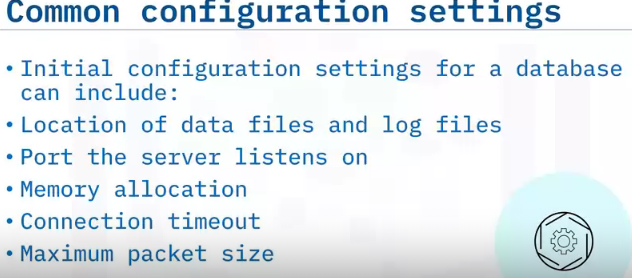 Common configuration settings
• Initial configuration settings for a database
can include:
• Location of data files and log files
• Port the server listens on
• Memory allocation
• Connection timeout
• Maximum packet size